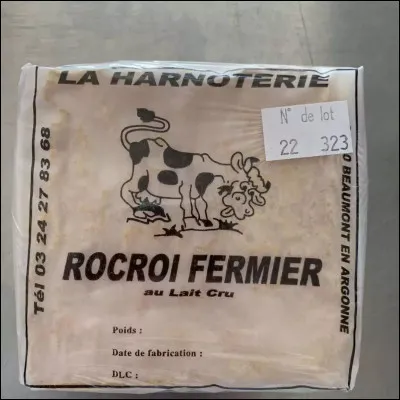 LA HARNOTERIE
N° de lot
22 323
Tél 03 24 27 83 68
0 BEAUMONT EN ARGONNE
ROCROI FERMIER
au Lait Cru
Poids :
Date de fabrication :
DLC :